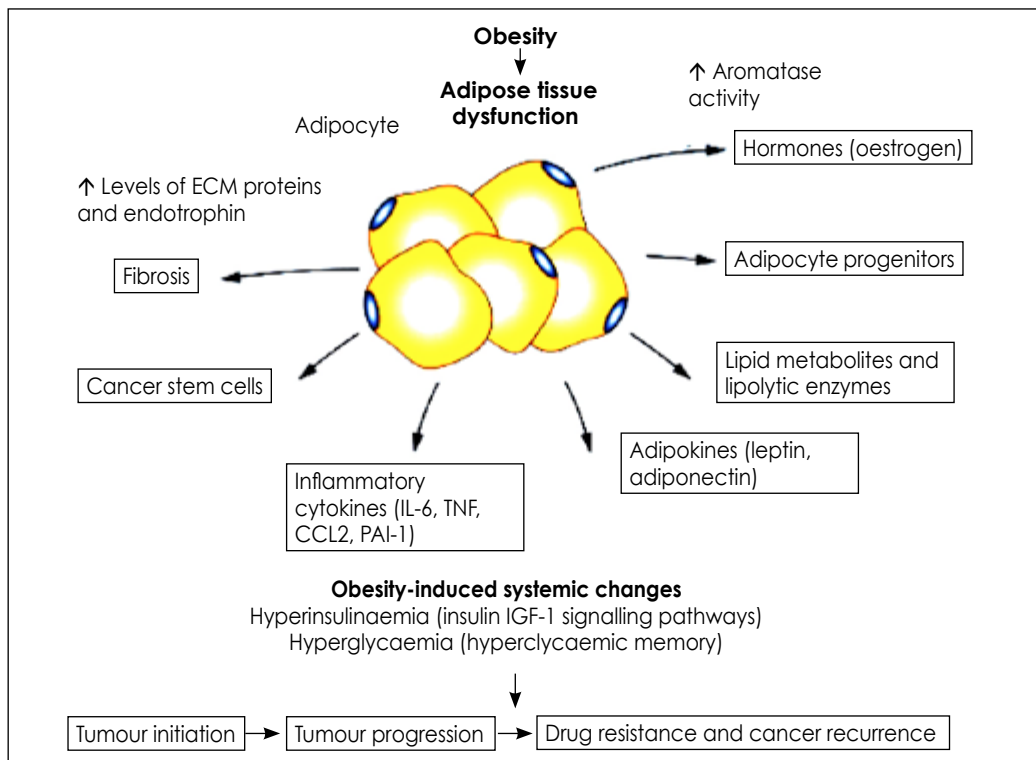 Obesity
Adipose tissue
dysfunction
↑ Aromatase
activity
Adipocyte
Hormones (oestrogen)
↑ Levels of ECM proteins
and endotrophin
Adipocyte progenitors
Fibrosis
Lipid metabolites and
lipolytic enzymes
Cancer stem cells
Adipokines (leptin,
adiponectin)
Inflammatory
cytokines (IL-6, TNF,
CCL2, PAI-1)
Obesity-induced systemic changes
Hyperinsulinaemia (insulin IGF-1 signalling pathways)
Hyperglycaemia (hyperclycaemic memory)
Tumour initiation
Tumour progression
Drug resistance and cancer recurrence